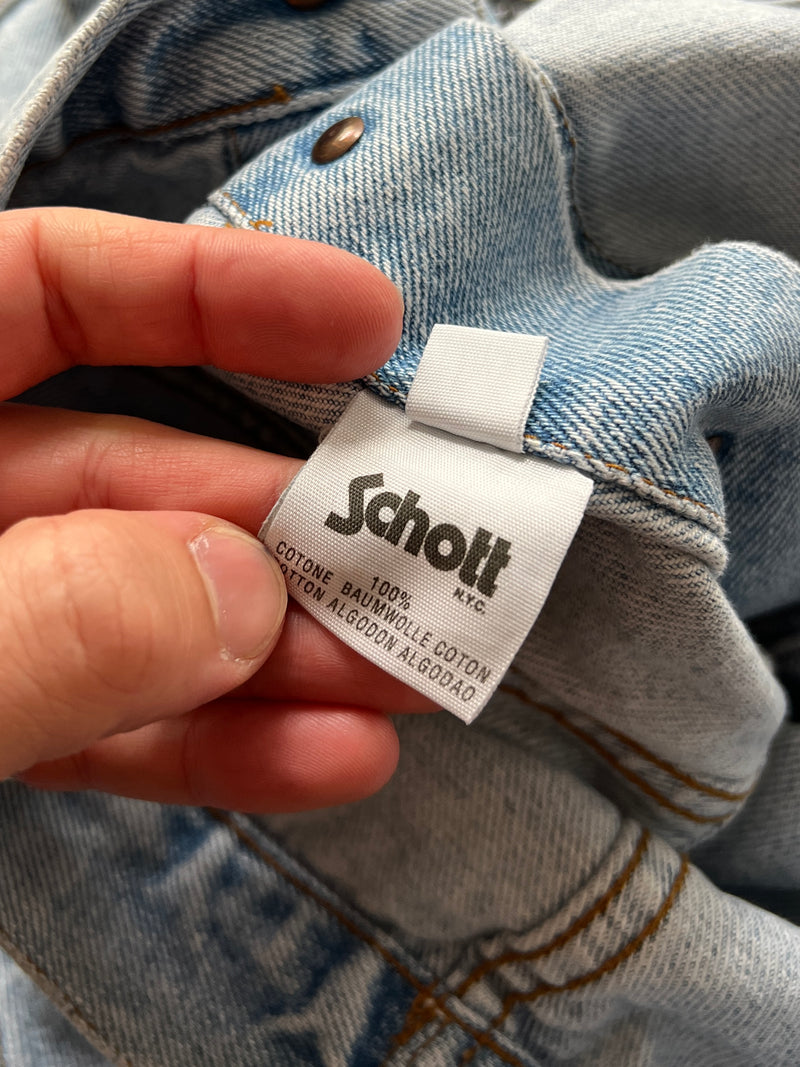 Schott
N.Y.C.
100%
COTONE BAUMWOLLE COTON
COTTON ALGODON ALGODAO